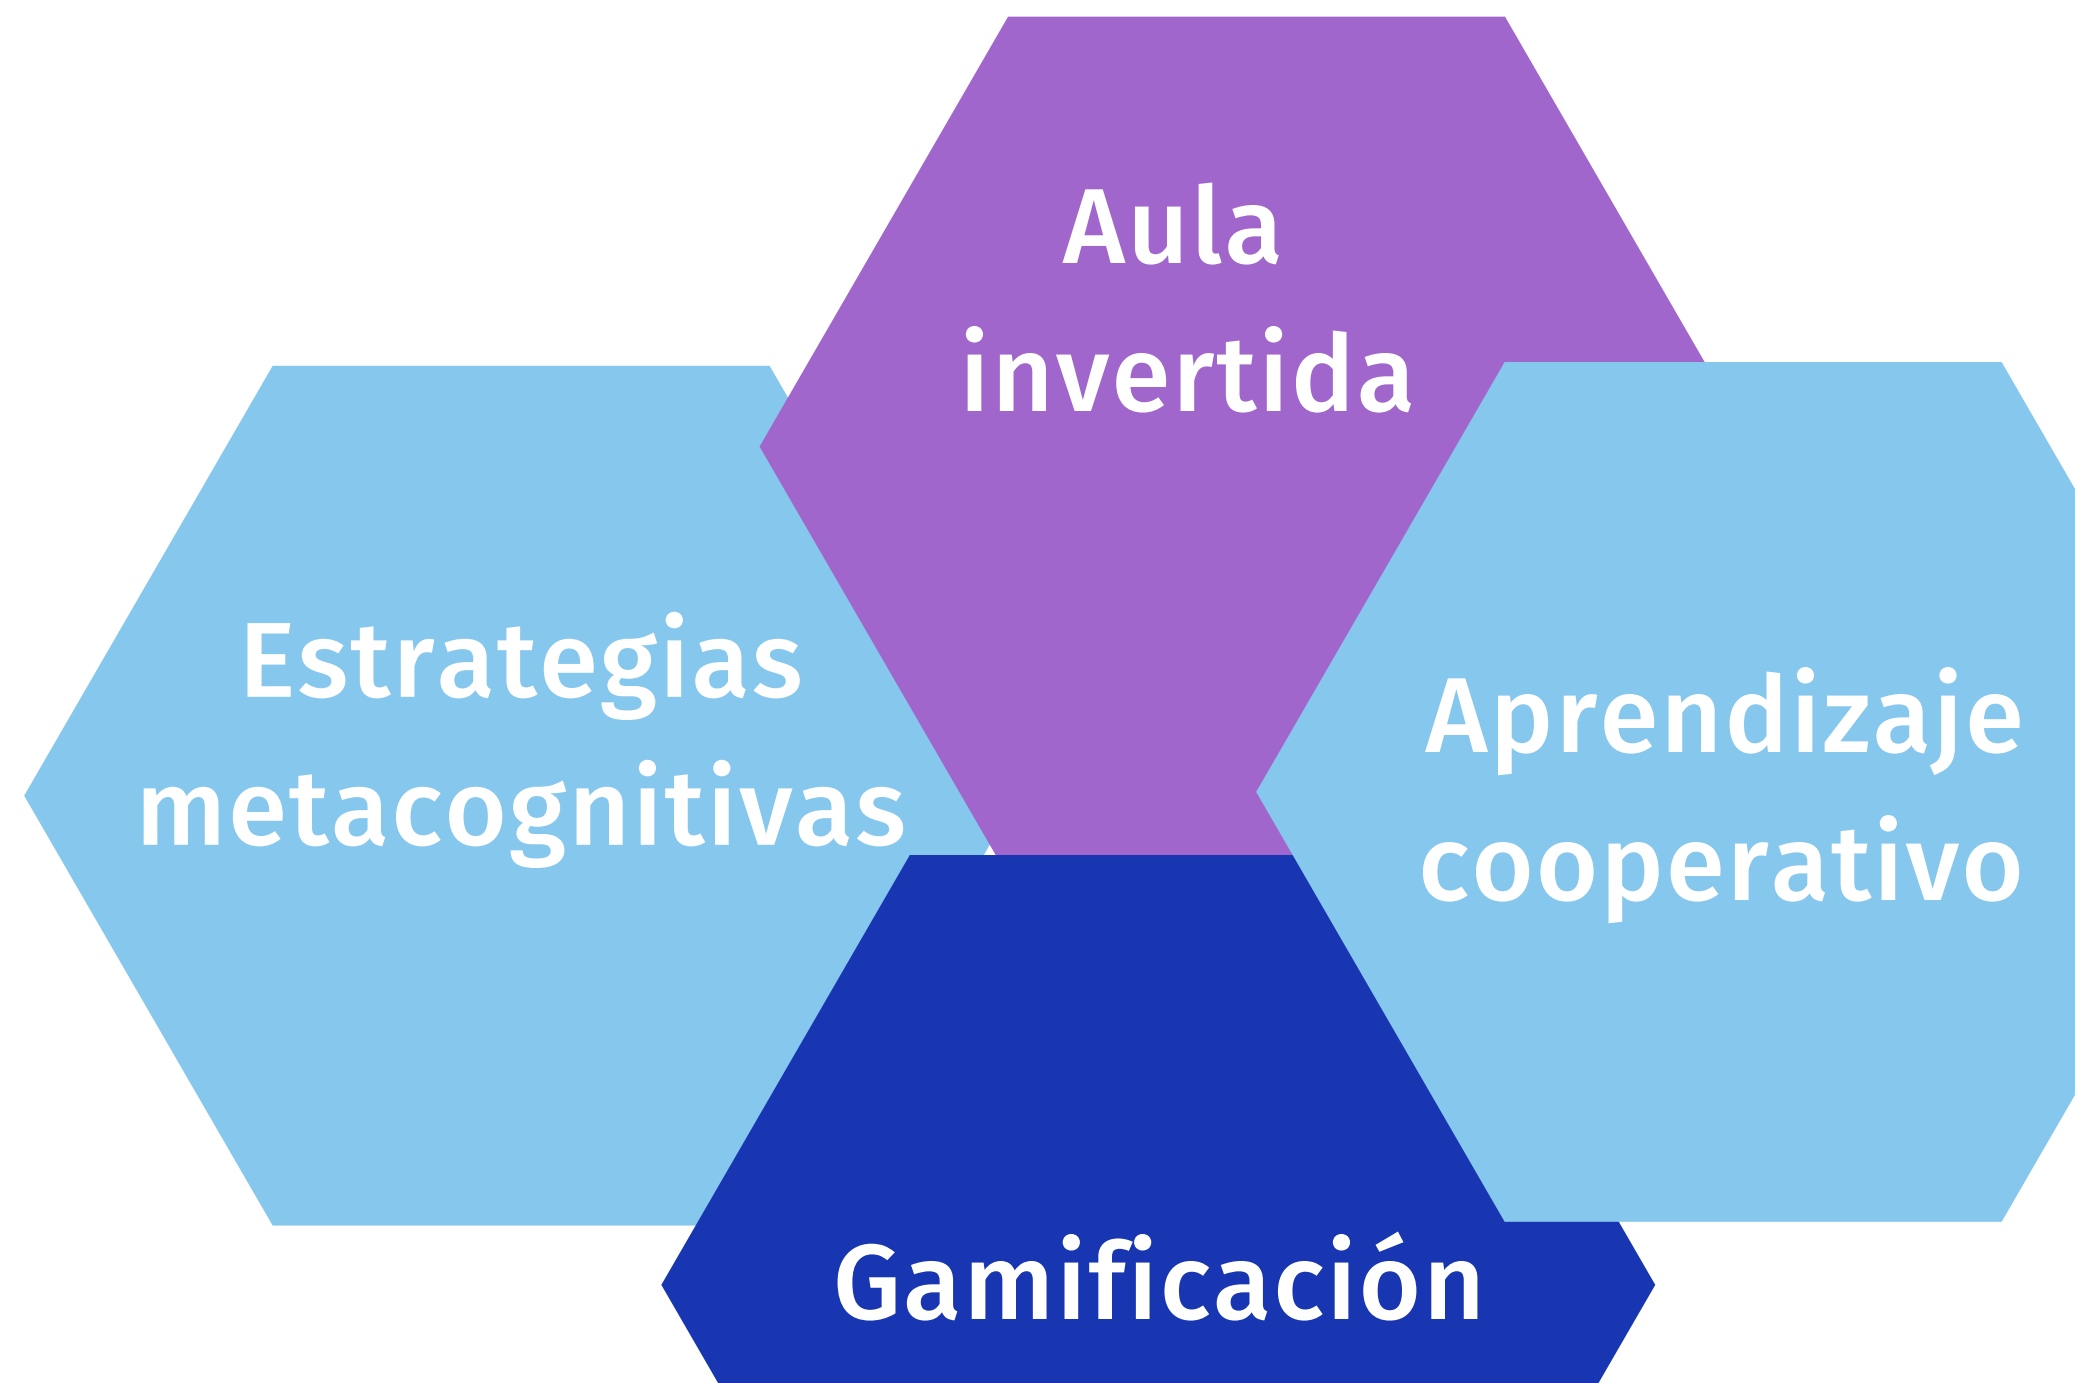 Aula
invertida
Estrategias
metacognitivas
Aprendizaje
cooperativo
Gamificación